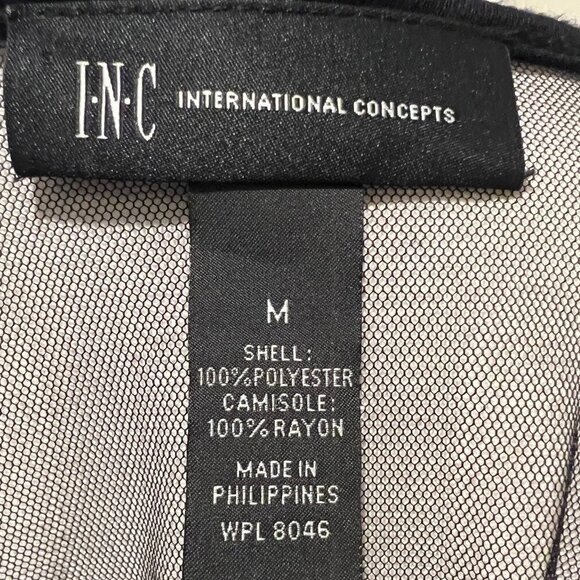 I·N·C INTERNATIONAL CONCEPTS
M
SHELL:
100%POLYESTER
CAMISOLE:
100%RAYON
MADE IN
PHILIPPINES
WPL 8046